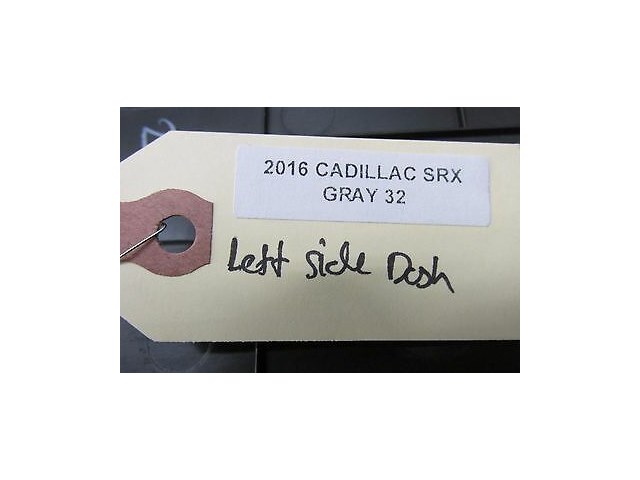 2016 CADILLAC SRX
GRAY 32
Left side Dash